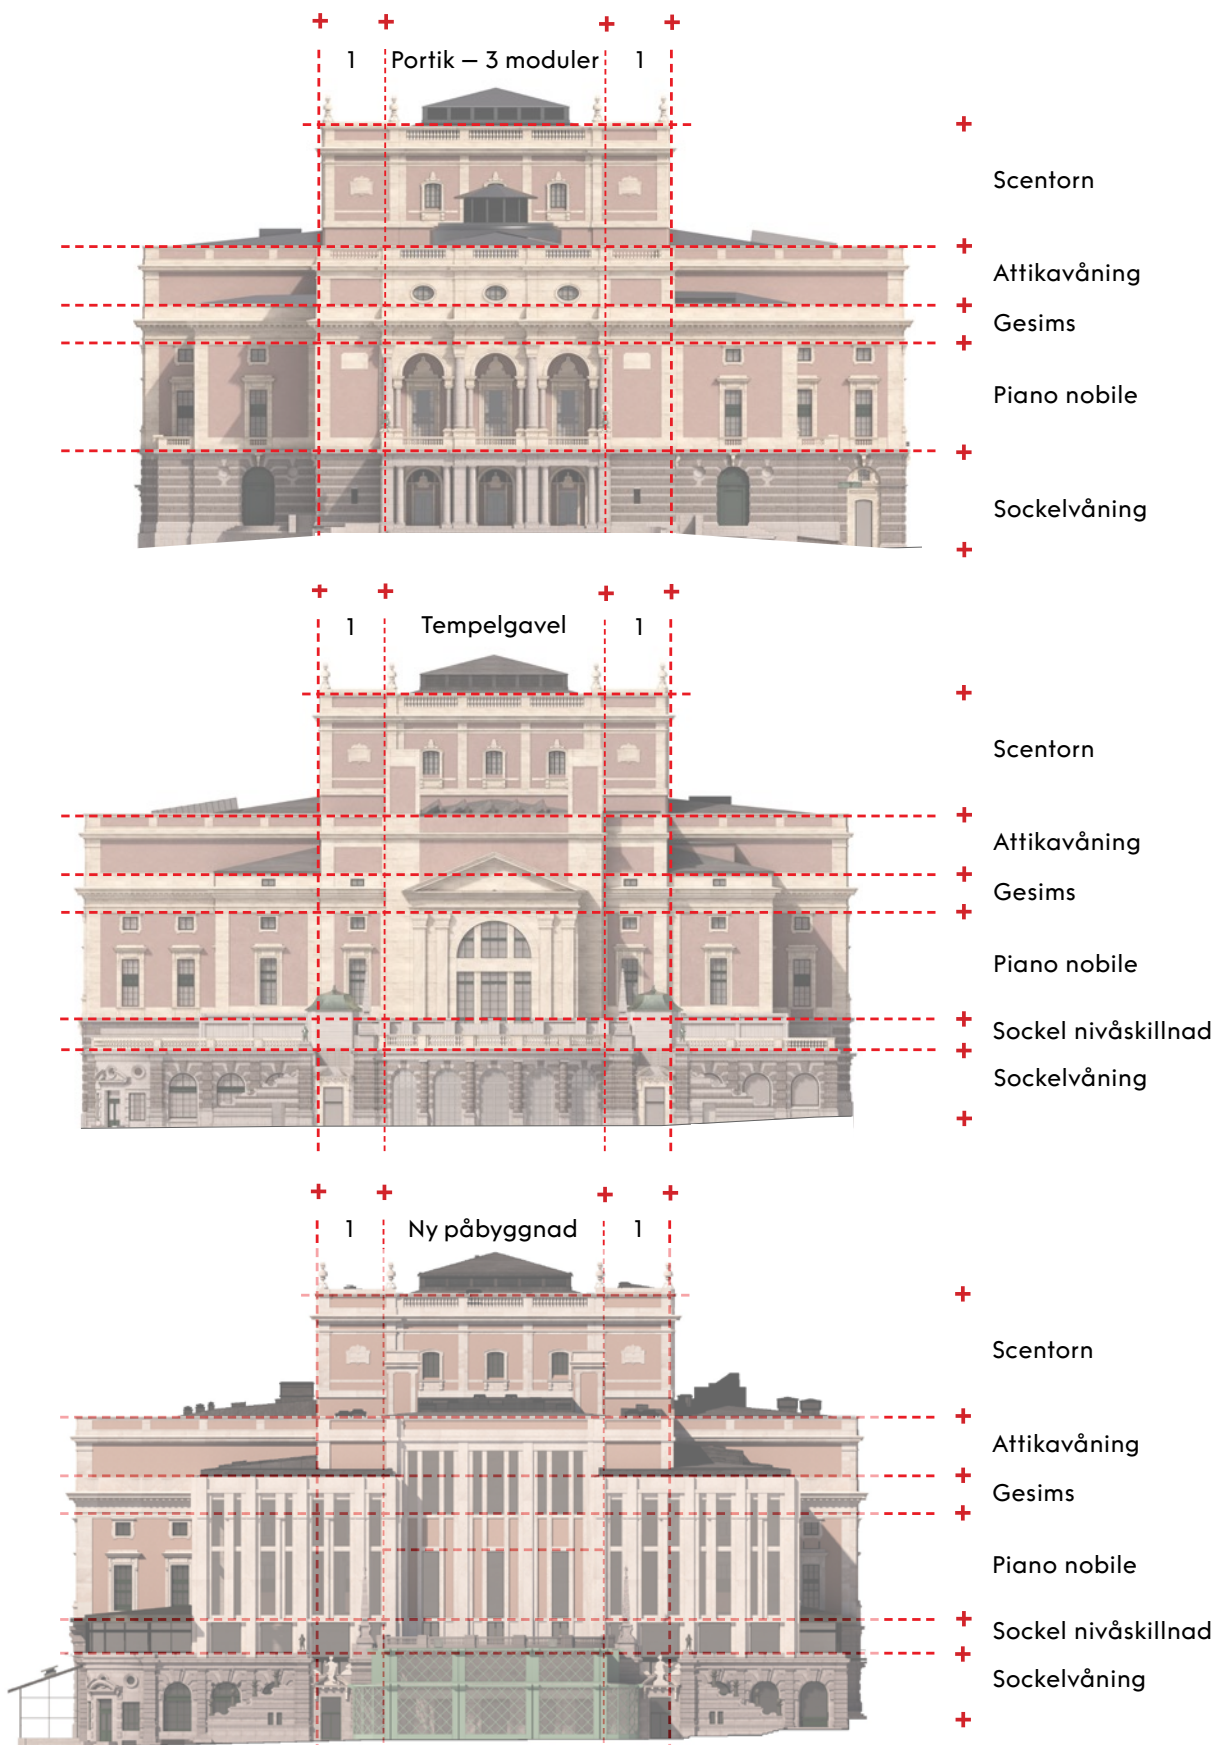 1 Portik – 3 moduler 1
Scentorn
Attikavåning
Gesims
Piano nobile
Sockelvåning
1 Tempelgavel 1
Scentorn
Attikavåning
Gesims
Piano nobile
Sockel nivåskillnad
Sockelvåning
1 Ny påbyggnad 1
Scentorn
Attikavåning
Gesims
Piano nobile
Sockel nivåskillnad
Sockelvåning